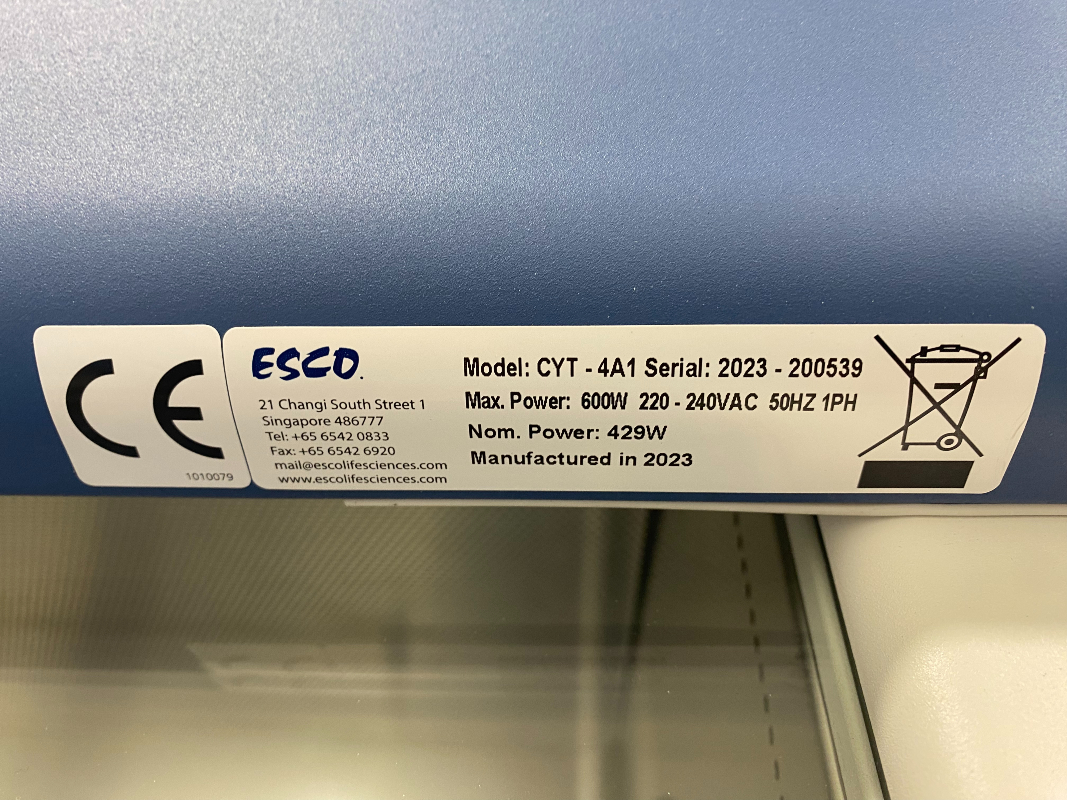 CE
1010079
ESCO.
21 Changi South Street 1
Singapore 486777
Tel: +65 6542 0833
Fax: +65 6542 6920
mail@escolifesciences.com
www.escolifesciences.com
Model: CYT - 4A1 Serial: 2023 - 200539
Max. Power: 600W 220 - 240VAC 50HZ 1PH
Nom. Power: 429W
Manufactured in 2023